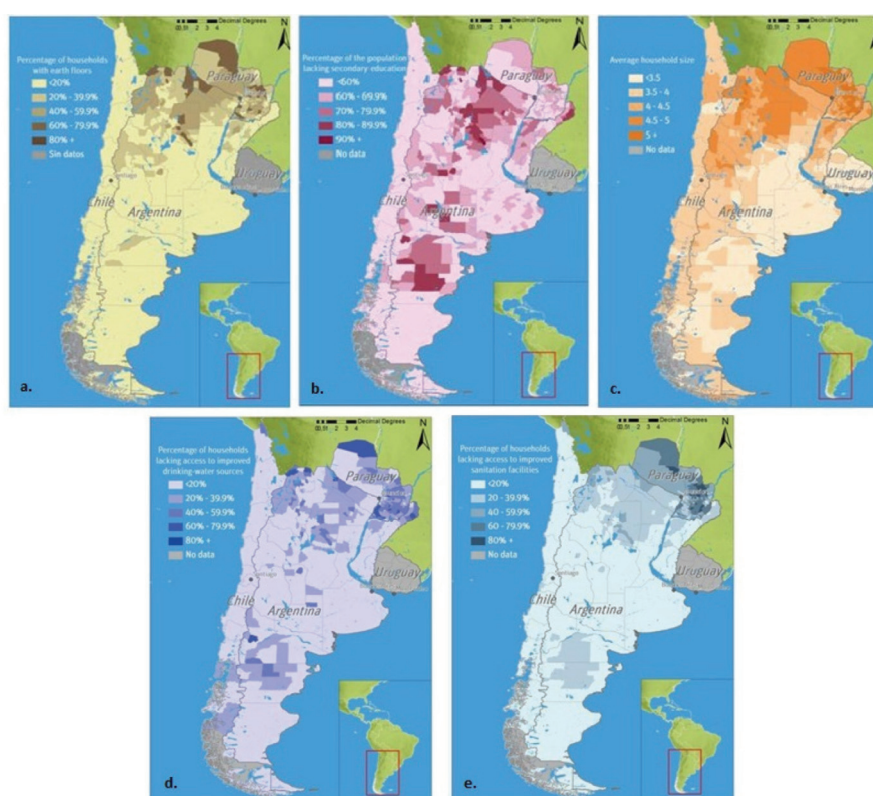 Decimal Degrees
N
Percentage of households
with earth floors
<20%
20% - 39.9%
40% - 59.9%
60% - 79.9%
80% +
Sin datos
Paraguay
Uruguay
Santiago
Chile
Argentina
a.
Decimal Degrees
N
Percentage of the population
lacking secondary education
<60%
60% - 69.9%
70% - 79.9%
80% - 89.9%
90% +
No data
Paraguay
Uruguay
Chile
Argentina
b.
Decimal Degrees
N
Average household size
<3.5
3.5 - 4
4 - 4.5
4.5 - 5
5 +
No data
Paraguay
Uruguay
Chile
Argentina
c.
Decimal Degrees
N
Percentage of households
lacking access to improved
drinking-water sources
<20%
20% - 39.9%
40% - 59.9%
60% - 79.9%
80% +
No data
Paraguay
Uruguay
Santiago
Chile
Argentina
d.
Decimal Degrees
N
Percentage of households
lacking access to improved
sanitation facilities
<20%
20 - 39.9%
40 - 59.9%
60 - 79.9%
80% +
No data
Paraguay
Uruguay
Santiago
Chile
Argentina
e.